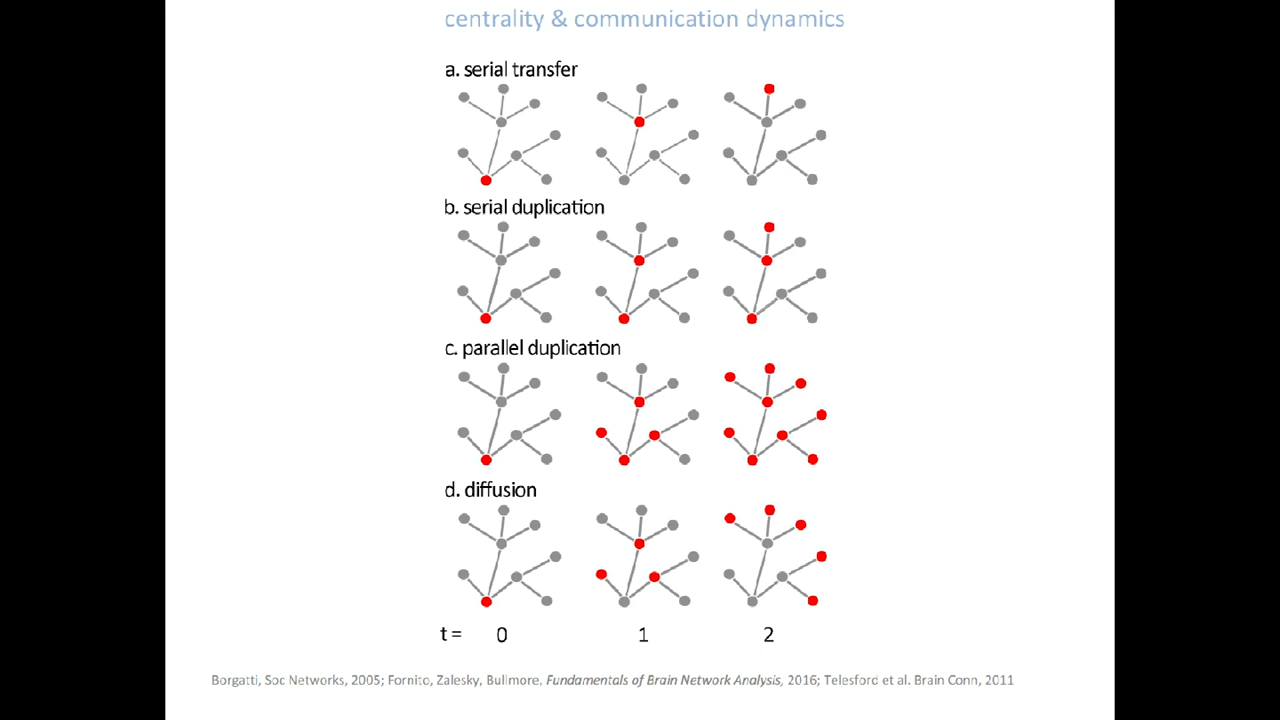 centrality & communication dynamics
a. serial transfer
b. serial duplication
c. parallel duplication
d. diffusion
t = 0 1 2
Borgatti, Soc Networks, 2005; Fornito, Zalesky, Bullmore, Fundamentals of Brain Network Analysis, 2016; Telesford et al. Brain Conn, 2011